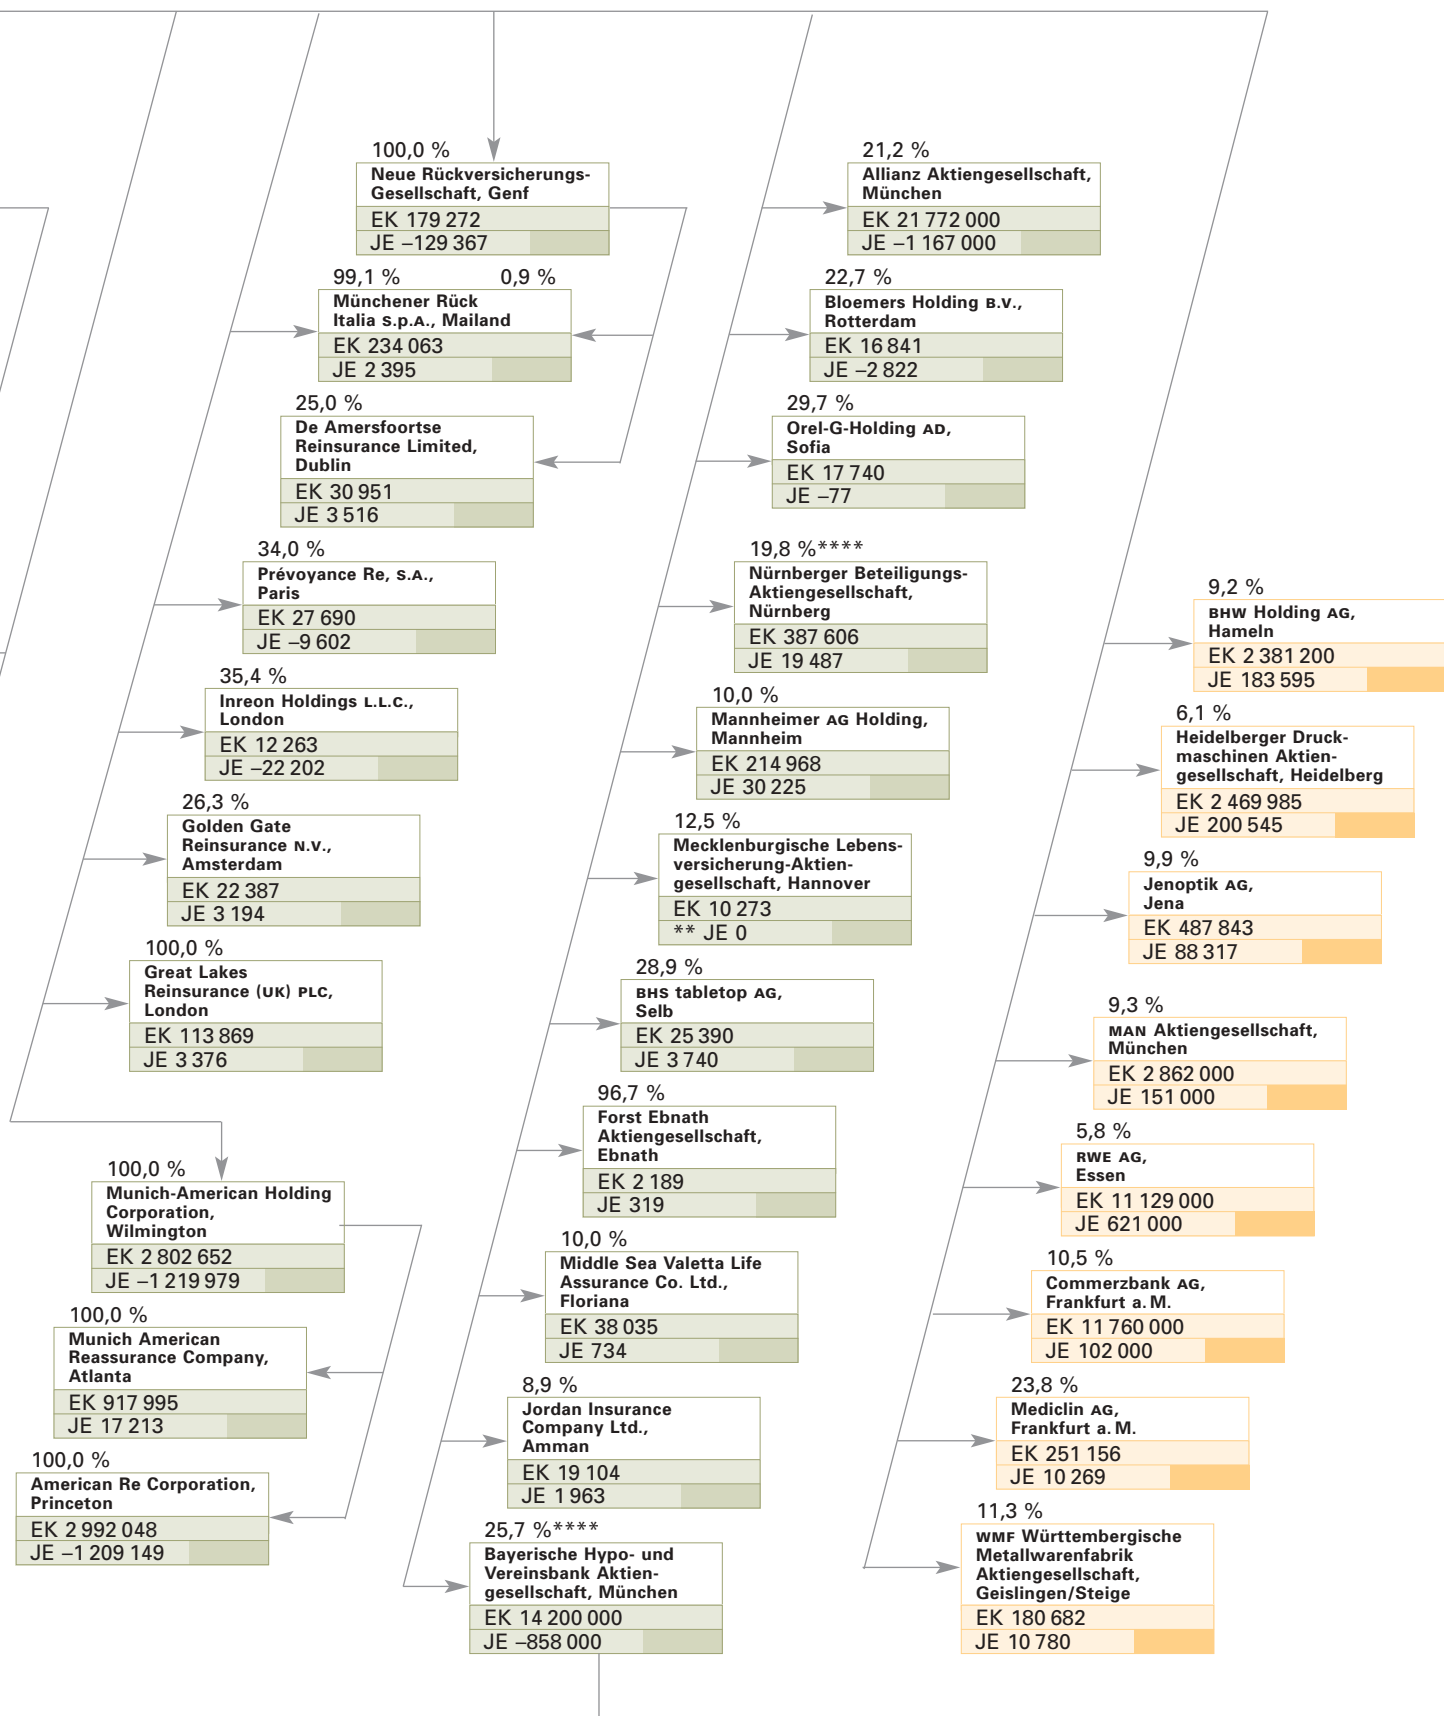 100,0 %
Neue Rückversicherungs-
Gesellschaft, Genf
EK 179 272
JE –129 367
99,1 % 0,9 %
Münchener Rück
Italia S.p.A., Mailand
EK 234 063
JE 2 395
25,0 %
De Amersfoortse
Reinsurance Limited,
Dublin
EK 30 951
JE 3 516
34,0 %
Prévoyance Re, S.A.,
Paris
EK 27 690
JE –9 602
35,4 %
Inreon Holdings L.L.C.,
London
EK 12 263
JE –22 202
26,3 %
Golden Gate
Reinsurance N.V.,
Amsterdam
EK 22 387
JE 3 194
100,0 %
Great Lakes
Reinsurance (UK) PLC,
London
EK 113 869
JE 3 376
100,0 %
Munich-American Holding
Corporation,
Wilmington
EK 2 802 652
JE –1 219 979
100,0 %
Munich American
Reassurance Company,
Atlanta
EK 917 995
JE 17 213
100,0 %
American Re Corporation,
Princeton
EK 2 992 048
JE –1 209 149
21,2 %
Allianz Aktiengesellschaft,
München
EK 21 772 000
JE –1 167 000
22,7 %
Bloemers Holding B.V.,
Rotterdam
EK 16 841
JE –2 822
29,7 %
Orel-G-Holding AD,
Sofia
EK 17 740
JE –77
19,8 %****
Nürnberger Beteiligungs-
Aktiengesellschaft,
Nürnberg
EK 387 606
JE 19 487
10,0 %
Mannheimer AG Holding,
Mannheim
EK 214 968
JE 30 225
12,5 %
Mecklenburgische Lebens-
versicherung-Aktien-
gesellschaft, Hannover
EK 10 273
** JE 0
28,9 %
BHS tabletop AG,
Selb
EK 25 390
JE 3 740
96,7 %
Forst Ebnath
Aktiengesellschaft,
Ebnath
EK 2 189
JE 319
10,0 %
Middle Sea Valetta Life
Assurance Co. Ltd.,
Floriana
EK 38 035
JE 734
8,9 %
Jordan Insurance
Company Ltd.,
Amman
EK 19 104
JE 1 963
25,7 %****
Bayerische Hypo- und
Vereinsbank Aktien-
gesellschaft, München
EK 14 200 000
JE –858 000
9,2 %
BHW Holding AG,
Hameln
EK 2 381 200
JE 183 595
6,1 %
Heidelberger Druck-
maschinen Aktien-
gesellschaft, Heidelberg
EK 2 469 985
JE 200 545
9,9 %
Jenoptik AG,
Jena
EK 487 843
JE 88 317
9,3 %
MAN Aktiengesellschaft,
München
EK 2 862 000
JE 151 000
5,8 %
RWE AG,
Essen
EK 11 129 000
JE 621 000
10,5 %
Commerzbank AG,
Frankfurt a. M.
EK 11 760 000
JE 102 000
23,8 %
Mediclin AG,
Frankfurt a. M.
EK 251 156
JE 10 269
11,3 %
WMF Württembergische
Metallwarenfabrik
Aktiengesellschaft,
Geislingen/Steige
EK 180 682
JE 10 780